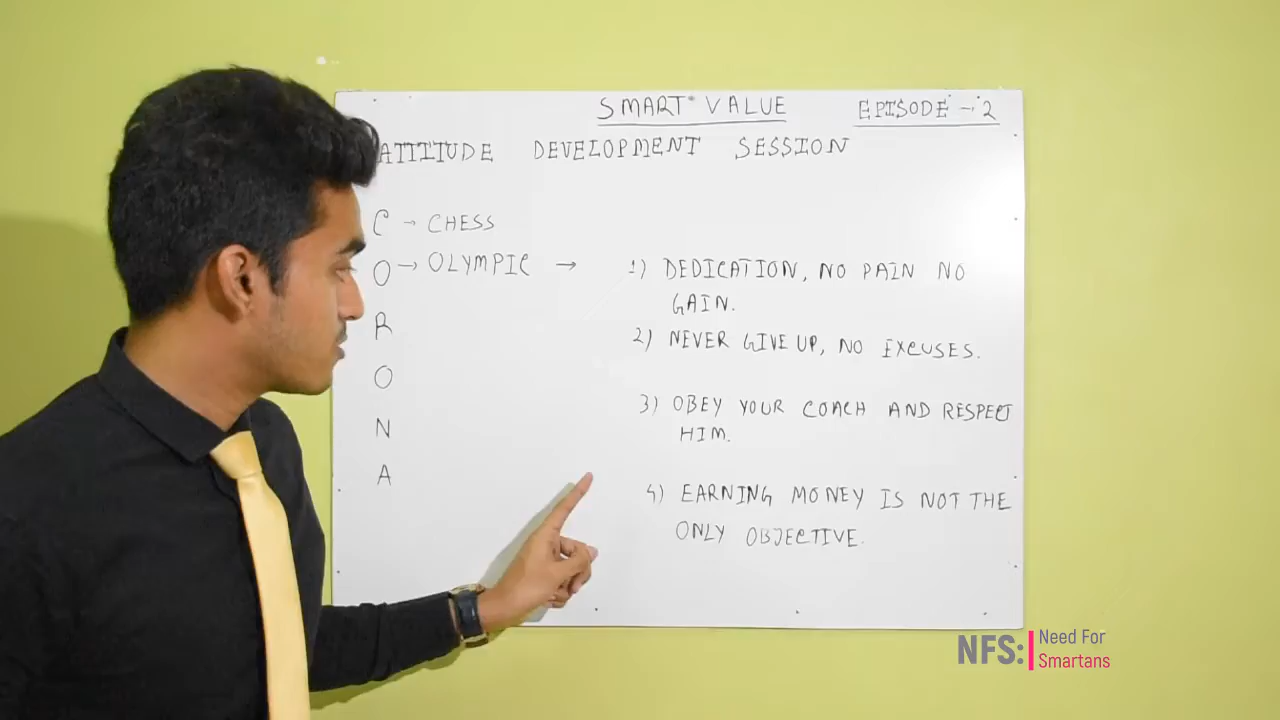 SMART VALUE EPISODE - 2
ATTITUDE DEVELOPMENT SESSION
C → CHESS
O → OLYMPIC →
1) DEDICATION, NO PAIN NO
GAIN.
2) NEVER GIVE UP, NO EXCUSES.
R
O
3) OBEY YOUR COACH AND RESPECT
HIM.
N
A
4) EARNING MONEY IS NOT THE
ONLY OBJECTIVE.
NFS: Need For
Smartans